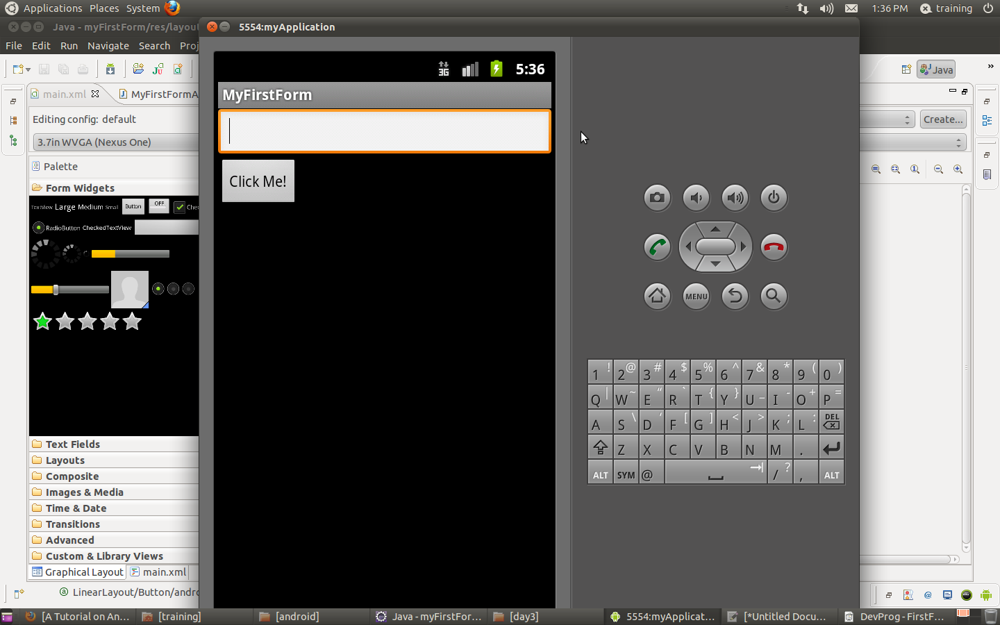 Applications Places System 1:36 PM training
Java - myFirstForm/res/layou
5554:myApplication
File Edit Run Navigate Search Proj
Java
main.xml MyFirstFormA
Editing config: default
3.7in WVGA (Nexus One)
Create...
Palette
Form Widgets
TextView Large Medium Small Button OFF Chec
RadioButton CheckedTextView
Text Fields
Layouts
Composite
Images & Media
Time & Date
Transitions
Advanced
Custom & Library Views
Graphical Layout main.xml
LinearLayout/Button/andro
3G 5:36
MyFirstForm
Click Me!
MENU
1 ! 2 @ 3 # 4 $ 5 % 6 ^ 7 & 8 * 9 ( 0 )
Q | W ~ E “ R ` T { Y } U _ I - O + P =
A S \ D ‘ F [ G ] H < J > K ; L : DEL
Z X C V B N M .
ALT SYM @ / ? , ALT
[A Tutorial on An... [training] [android] Java - myFirstFor... [day3] 5554:myApplicat... [*Untitled Docu... DevProg - FirstF...